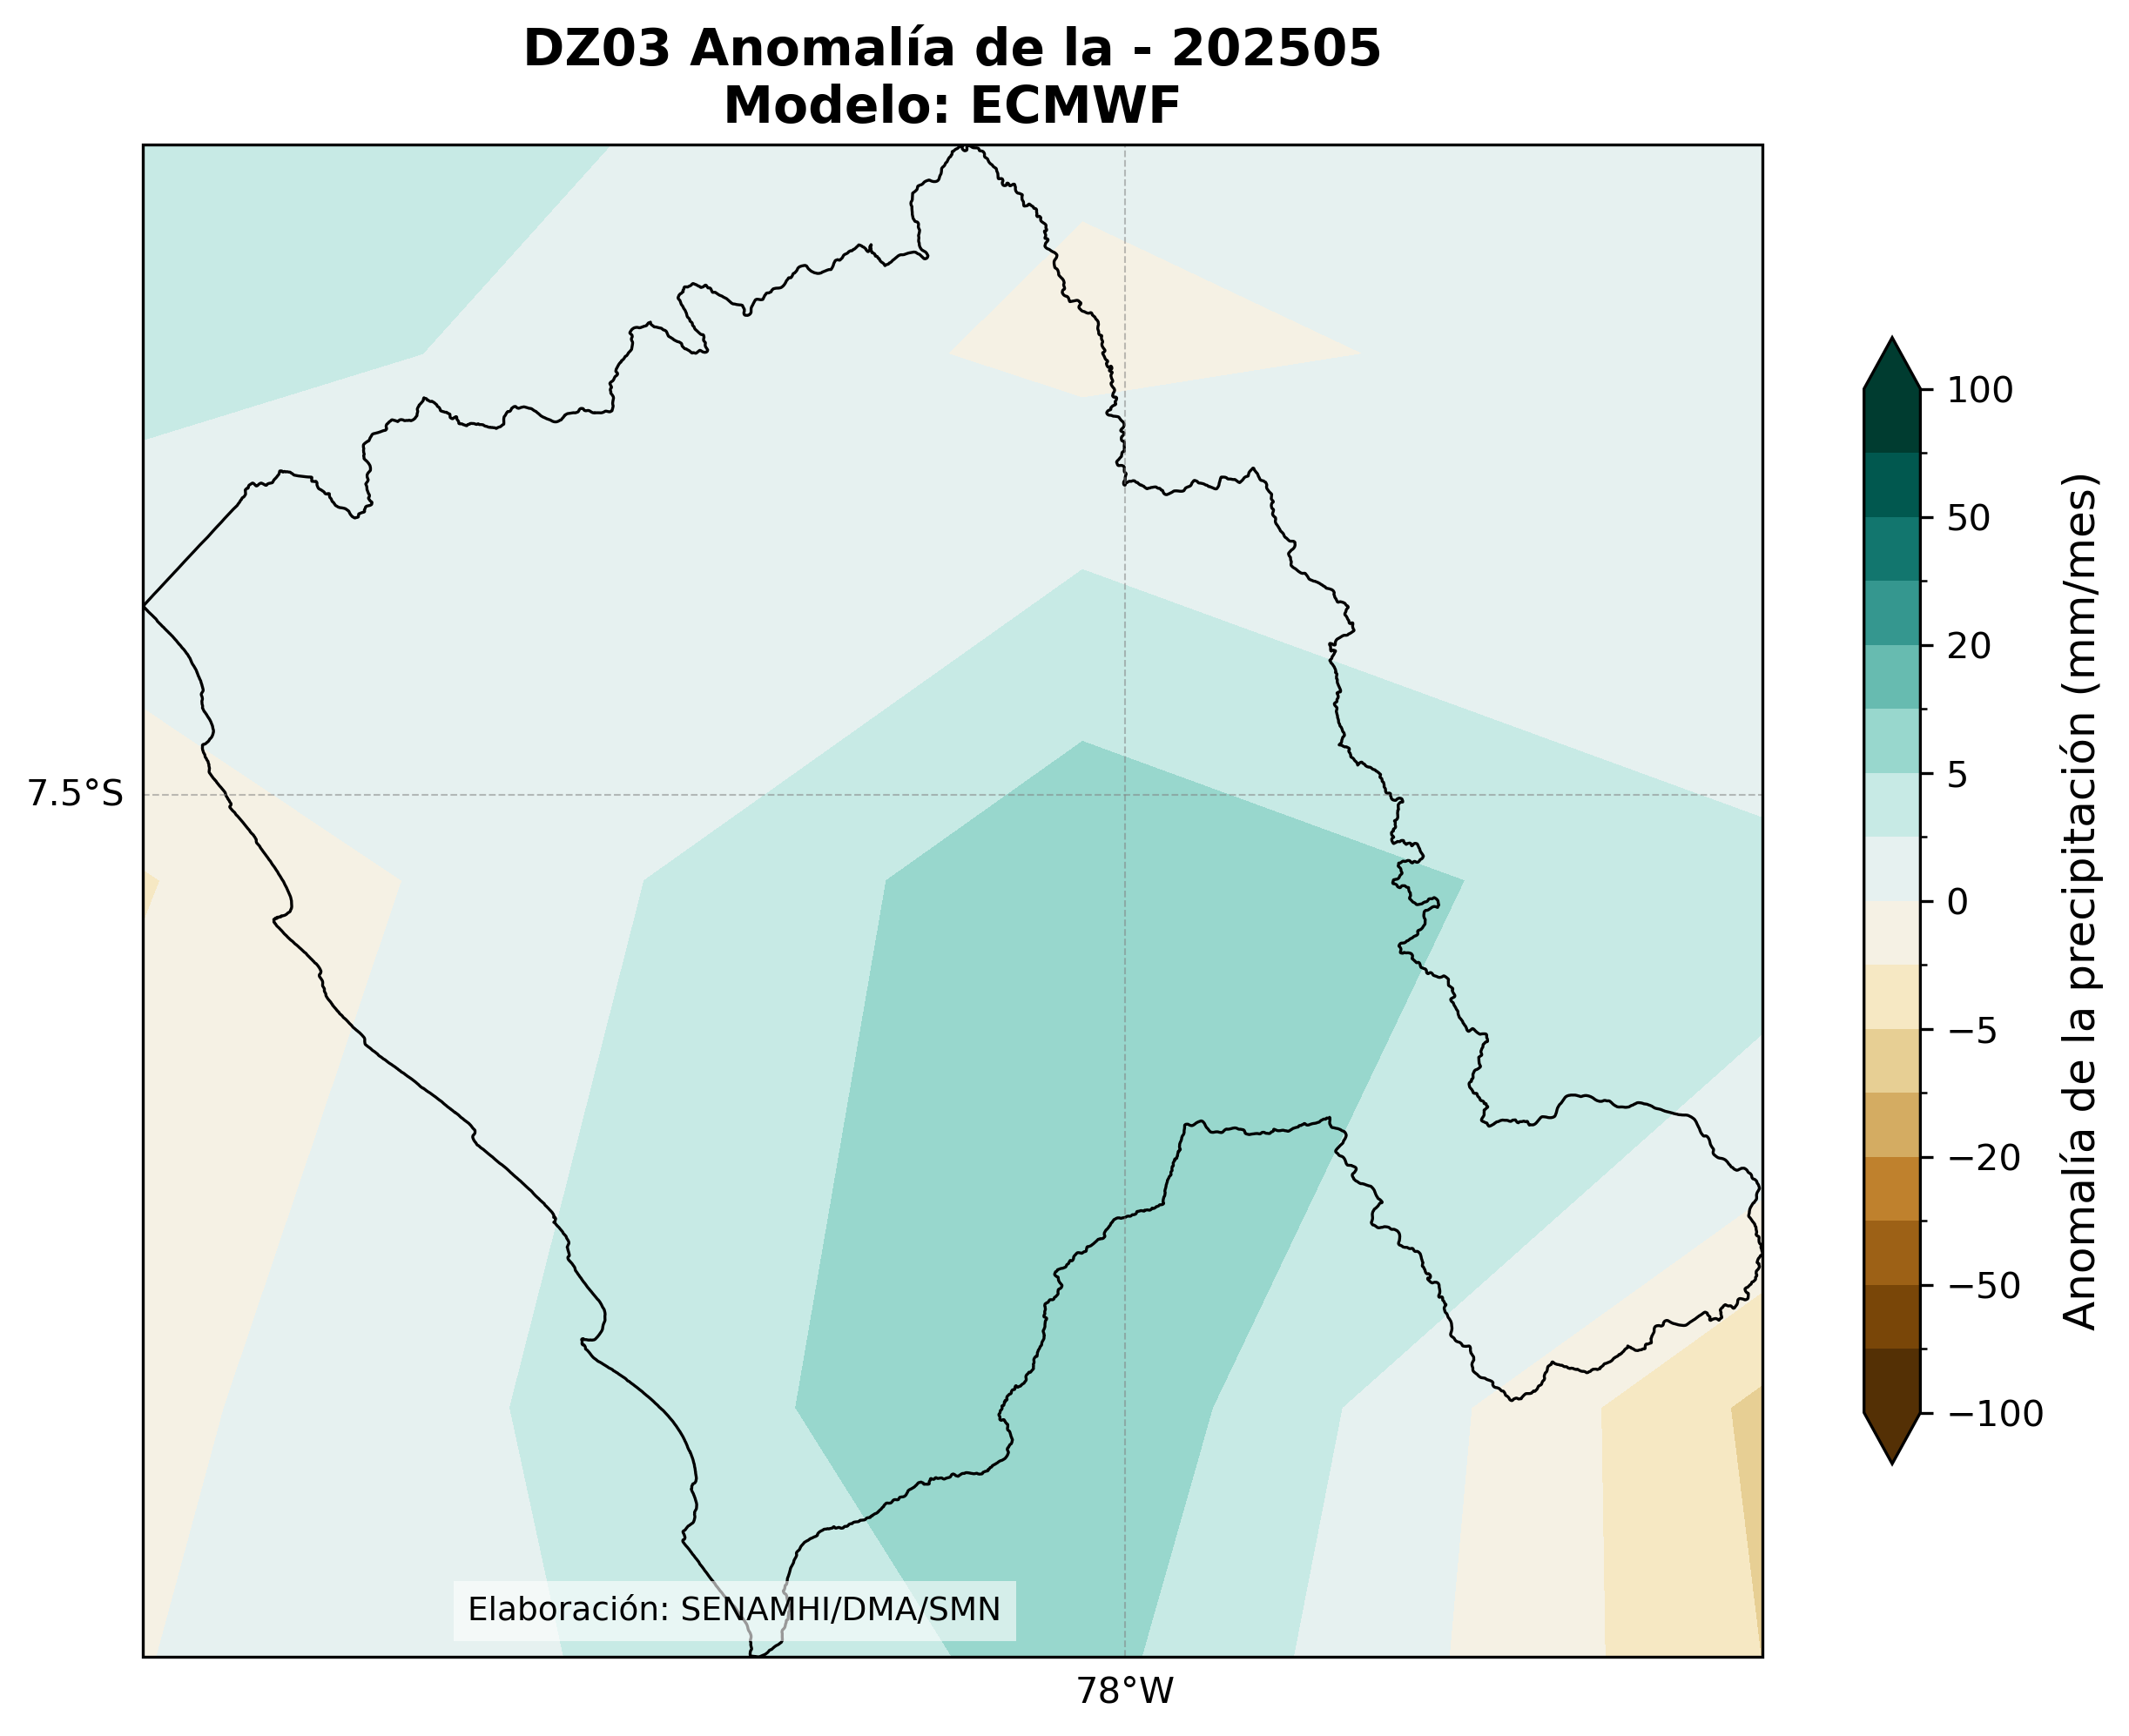 DZ03 Anomalía de la - 202505
Modelo: ECMWF
7.5°S
78°W
Elaboración: SENAMHI/DMA/SMN
100
50
20
5
0
−5
−20
−50
−100
Anomalía de la precipitación (mm/mes)